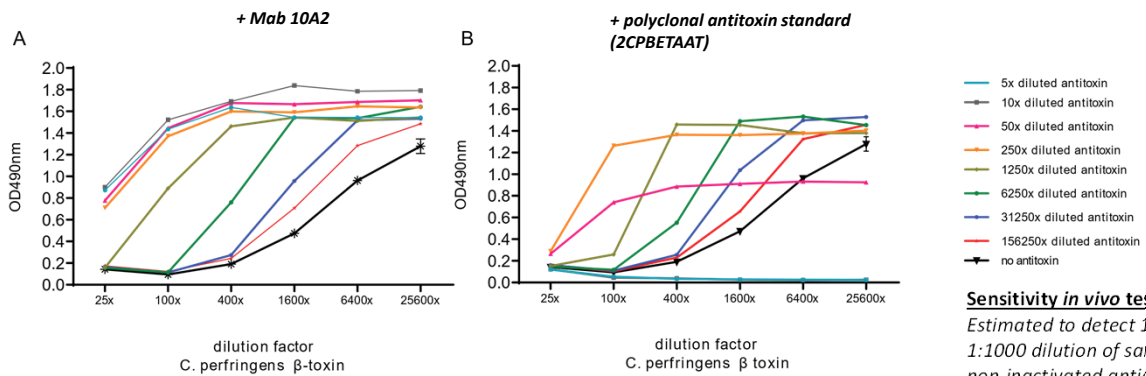 + Mab 10A2
+ polyclonal antitoxin standard
(2CPBETAAT)
A
2.0
1.8
1.6
1.4
1.2
1.0
0.8
0.6
0.4
0.2
0.0
OD490nm
25x
100x
400x
1600x
6400x
25600x
dilution factor
C. perfringens β-toxin
B
2.0
1.8
1.6
1.4
1.2
1.0
0.8
0.6
0.4
0.2
0.0
OD490nm
25x
100x
400x
1600x
6400x
25600x
dilution factor
C. perfringens β toxin
5x diluted antitoxin
10x diluted antitoxin
50x diluted antitoxin
250x diluted antitoxin
1250x diluted antitoxin
6250x diluted antitoxin
31250x diluted antitoxin
156250x diluted antitoxin
no antitoxin
Sensitivity in vivo
Estimated to detect
1:1000 dilution of
non-inactivated